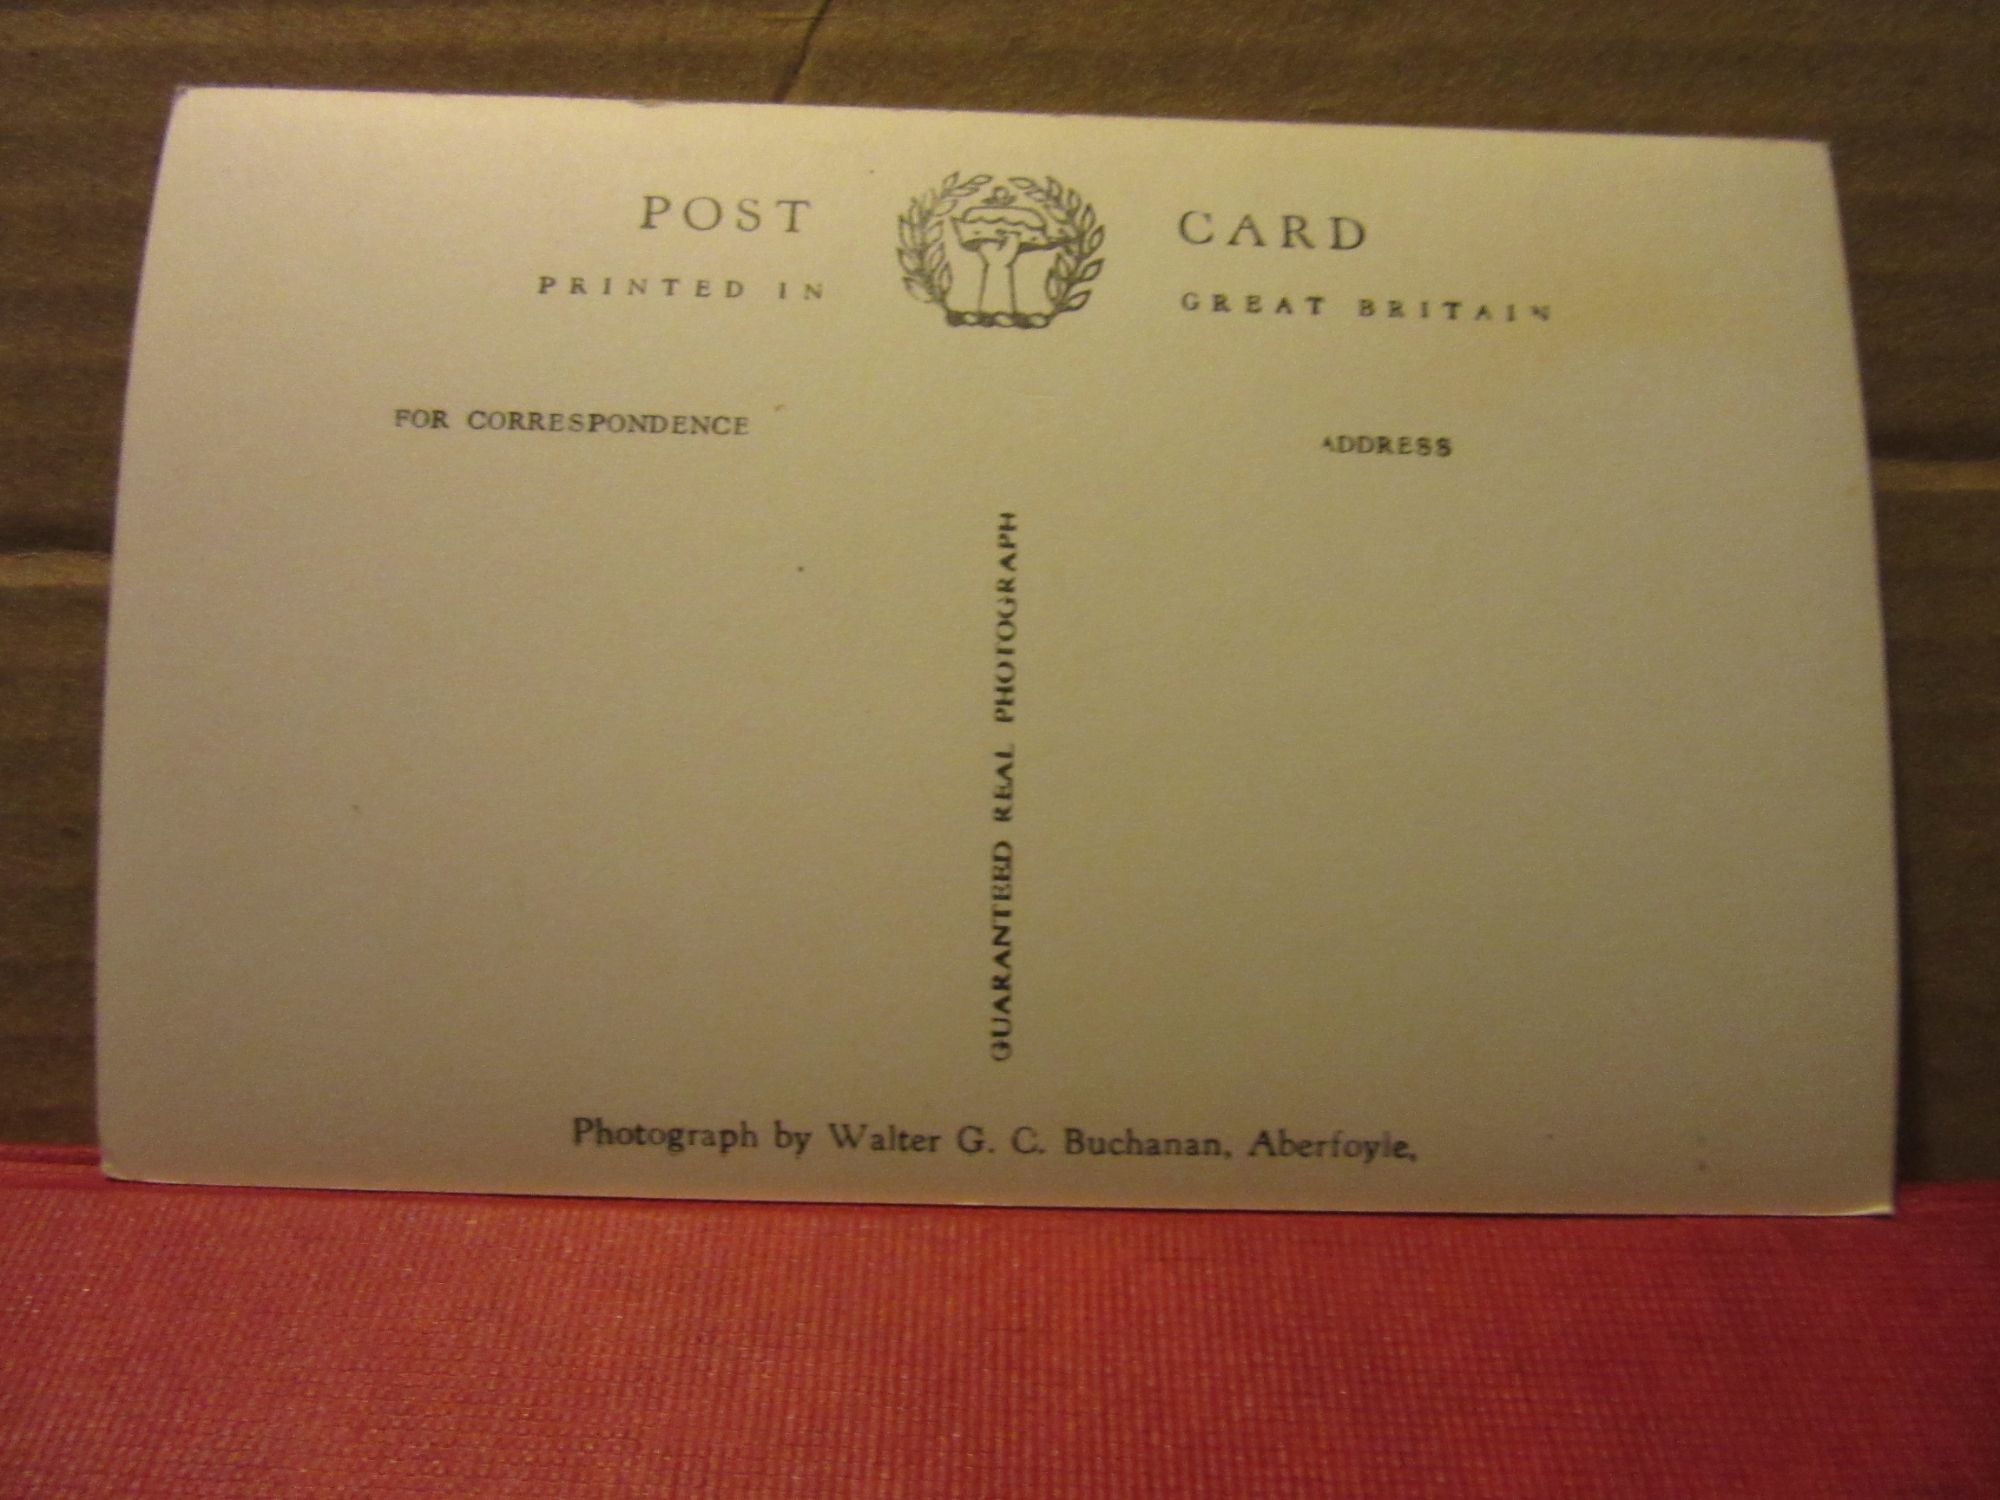 POST CARD
PRINTED IN GREAT BRITAIN
FOR CORRESPONDENCE
ADDRESS
GUARANTEED REAL PHOTOGRAPH
Photograph by Walter G. C. Buchanan, Aberfoyle,